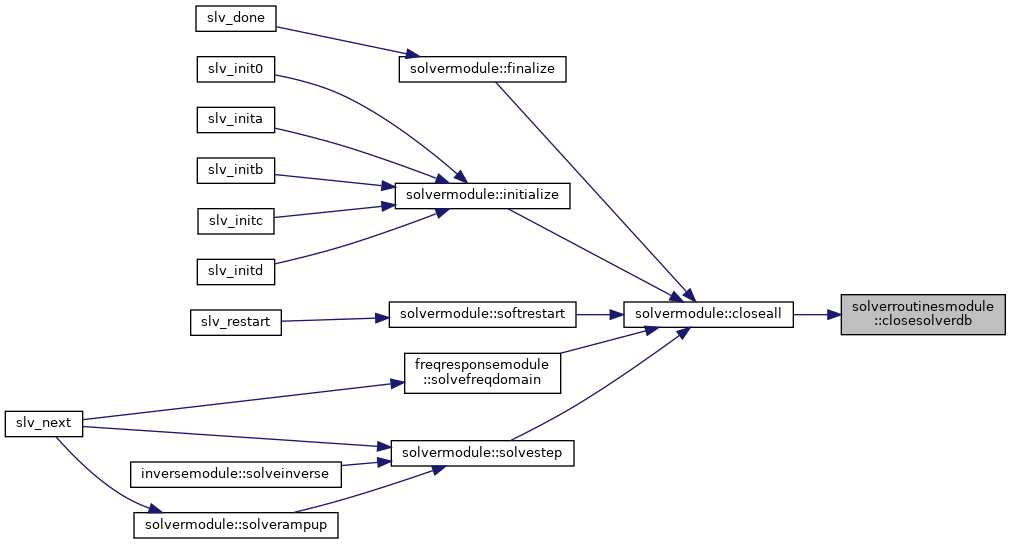 slv_done
solvermodule::finalize
slv_init0
slv_inita
slv_initb
solvermodule::initialize
slv_initc
slv_initd
slv_restart
solvermodule::softrestart
solvermodule::closeall
solverroutinesmodule
::closesolverdb
freqresponsemodule
::solvefreqdomain
slv_next
solvermodule::solvestep
inversemodule::solveinverse
solvermodule::solverampup